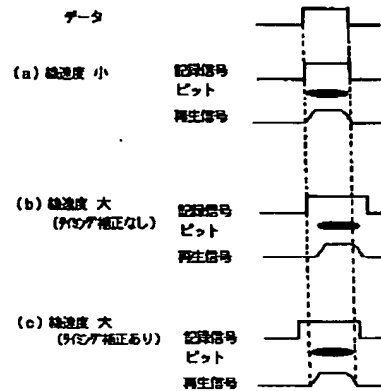 データ
(a) 線速度 小
記録信号
ピット
再生信号
(b) 線速度 大
(タイミング補正なし)
記録信号
ピット
再生信号
(c) 線速度 大
(タイミング補正あり)
記録信号
ピット
再生信号